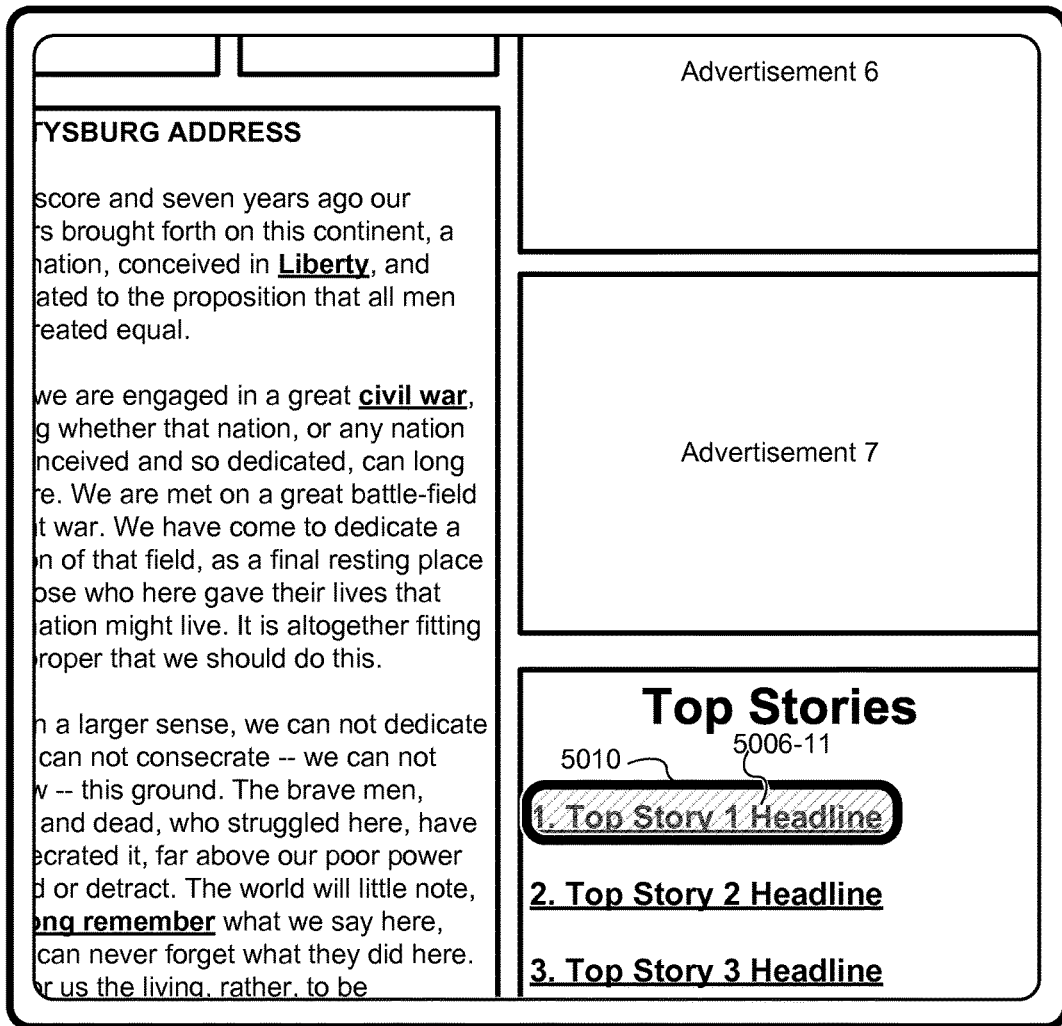 TYSBURG ADDRESS
score and seven years ago our
rs brought forth on this continent, a
nation, conceived in Liberty, and
ated to the proposition that all men
reated equal.
we are engaged in a great civil war,
g whether that nation, or any nation
nceived and so dedicated, can long
re. We are met on a great battle-field
t war. We have come to dedicate a
n of that field, as a final resting place
ose who here gave their lives that
ation might live. It is altogether fitting
roper that we should do this.
n a larger sense, we can not dedicate
can not consecrate -- we can not
w -- this ground. The brave men,
and dead, who struggled here, have
ecrated it, far above our poor power
d or detract. The world will little note,
ong remember what we say here,
can never forget what they did here.
or us the living, rather, to be
Advertisement 6
Advertisement 7
Top Stories
5006-11
5010
1. Top Story 1 Headline
2. Top Story 2 Headline
3. Top Story 3 Headline